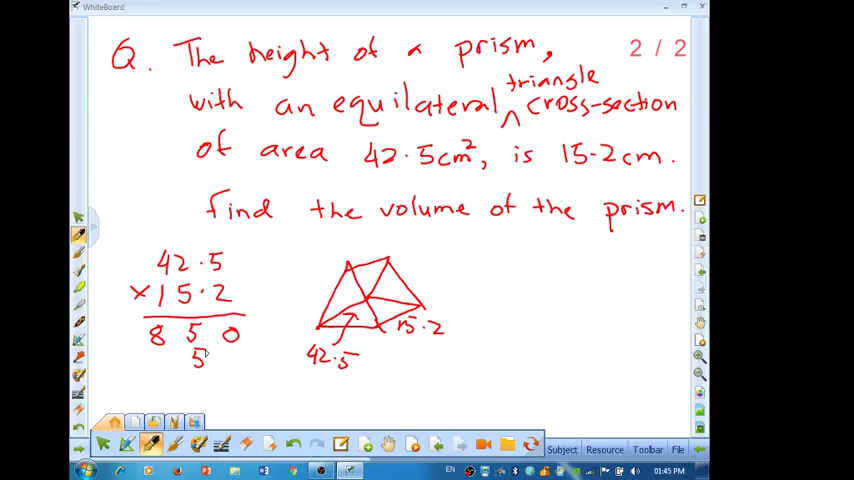 WhiteBoard
Q. The height of a prism, 2 / 2
triangle
with an equilateral ^ cross-section
of area 42.5cm², is 15.2cm.
find the volume of the prism.
42.5
×15.2
850
5
42.5
15.2
Subject Resource Toolbar File
EN 01:45 PM